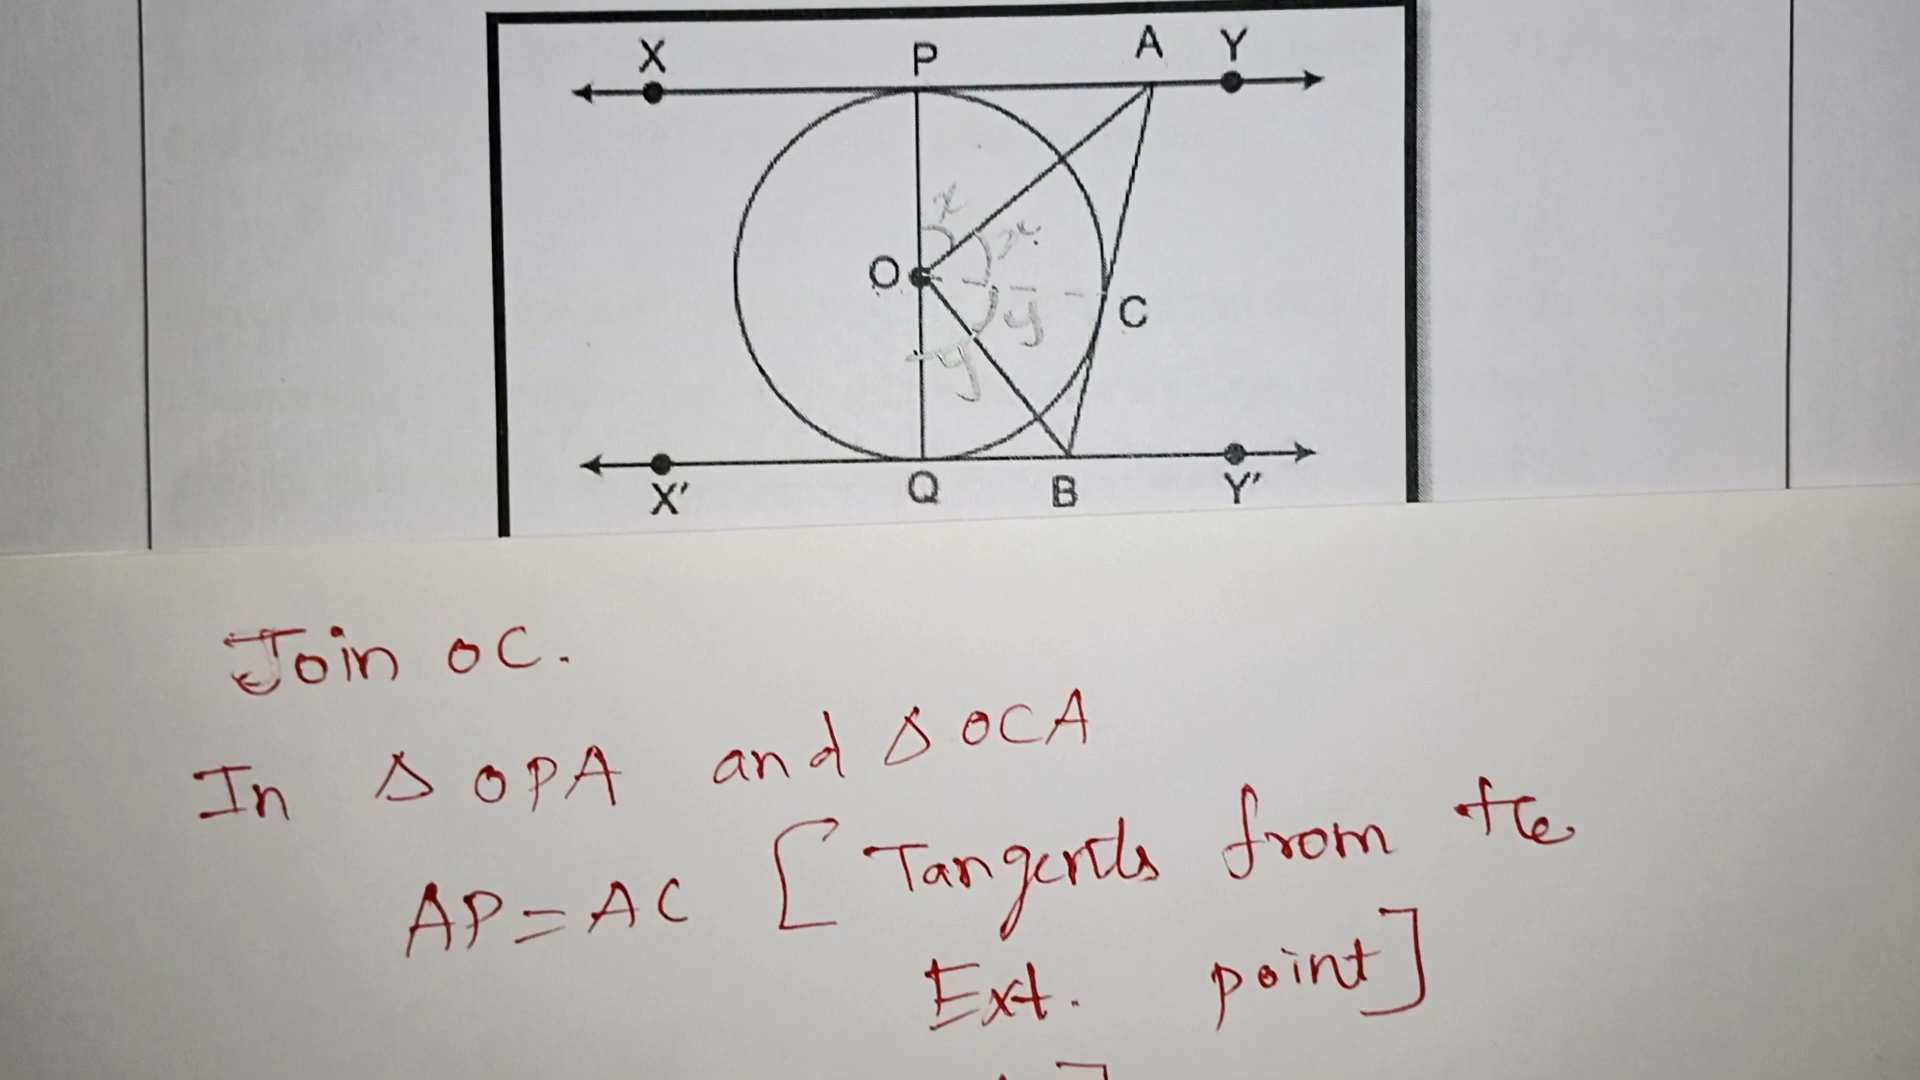 X P A Y
x
x
O
y C
y
X' Q B Y'
Join OC.
In Δ OPA and Δ OCA
AP = AC [Tangents from the
Ext. point]